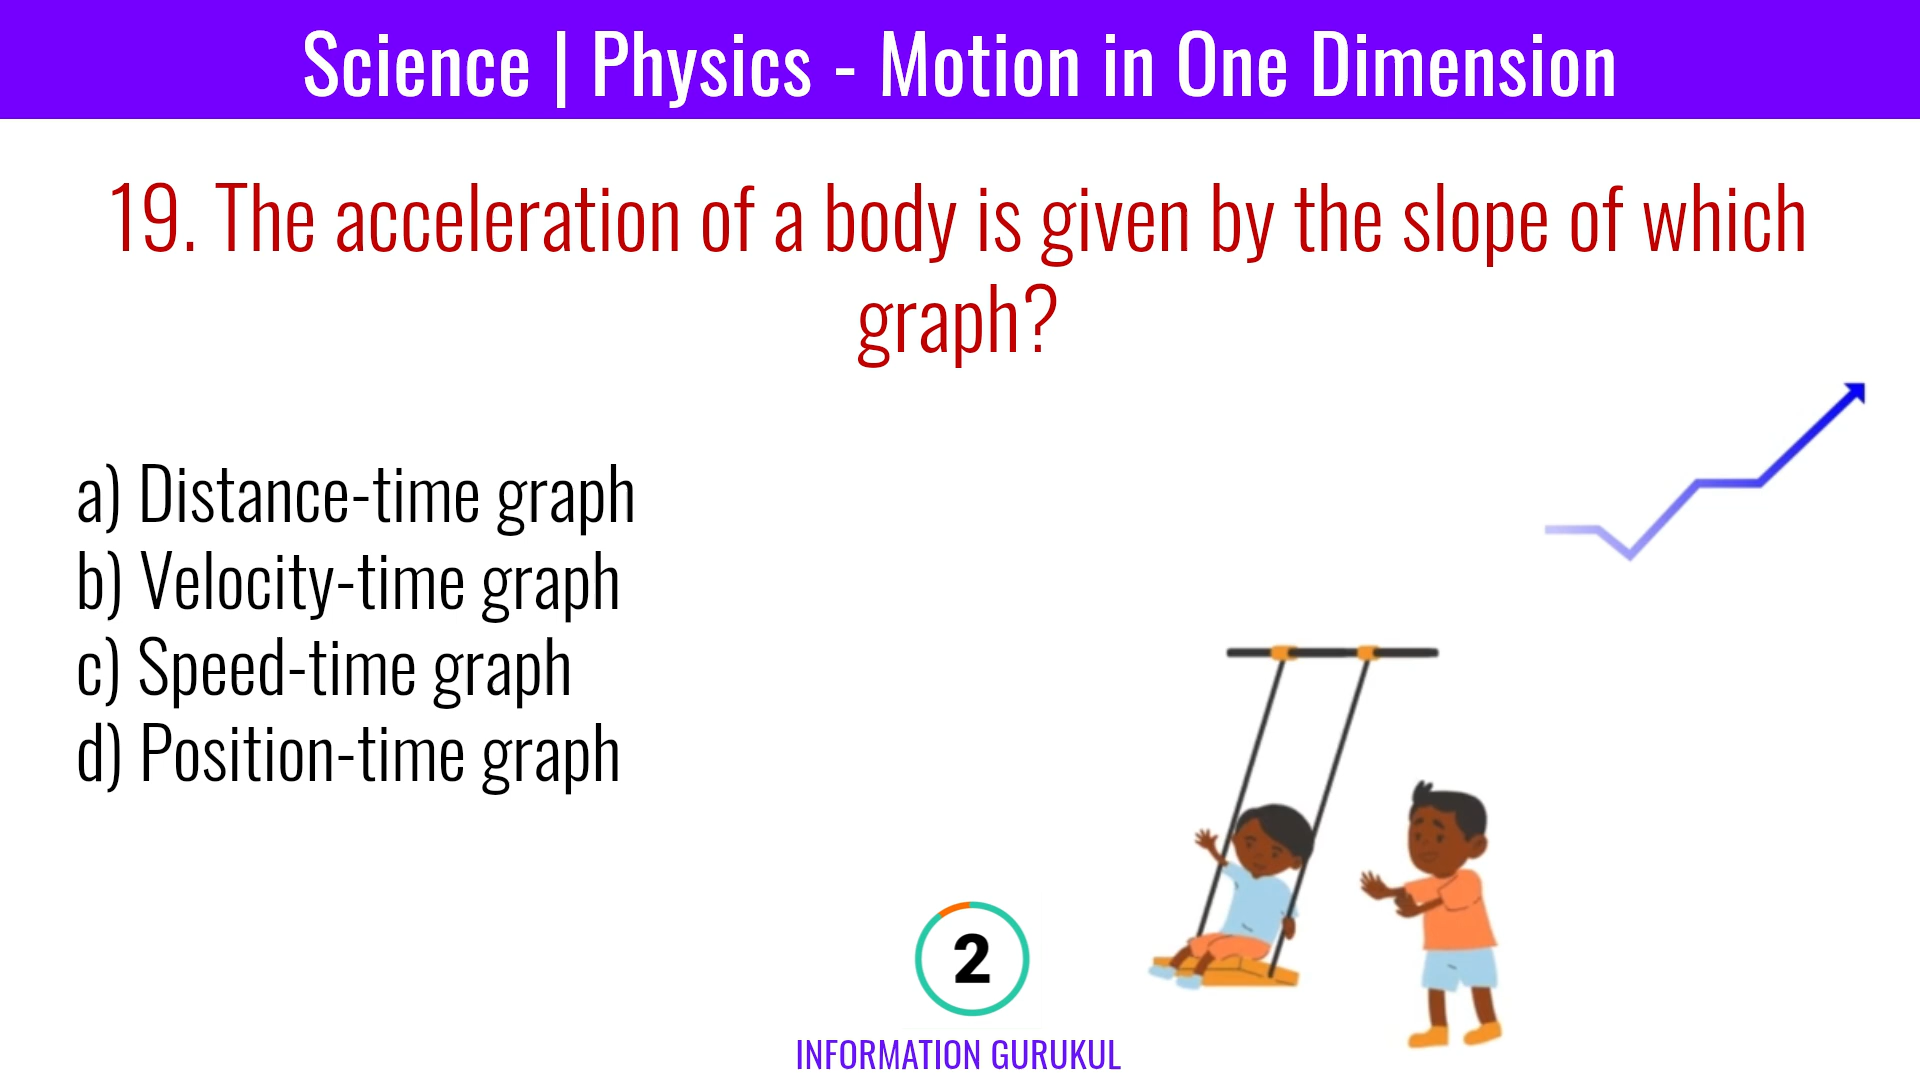 Science | Physics - Motion in One Dimension
19. The acceleration of a body is given by the slope of which
graph?
a) Distance-time graph
b) Velocity-time graph
c) Speed-time graph
d) Position-time graph
2
INFORMATION GURUKUL